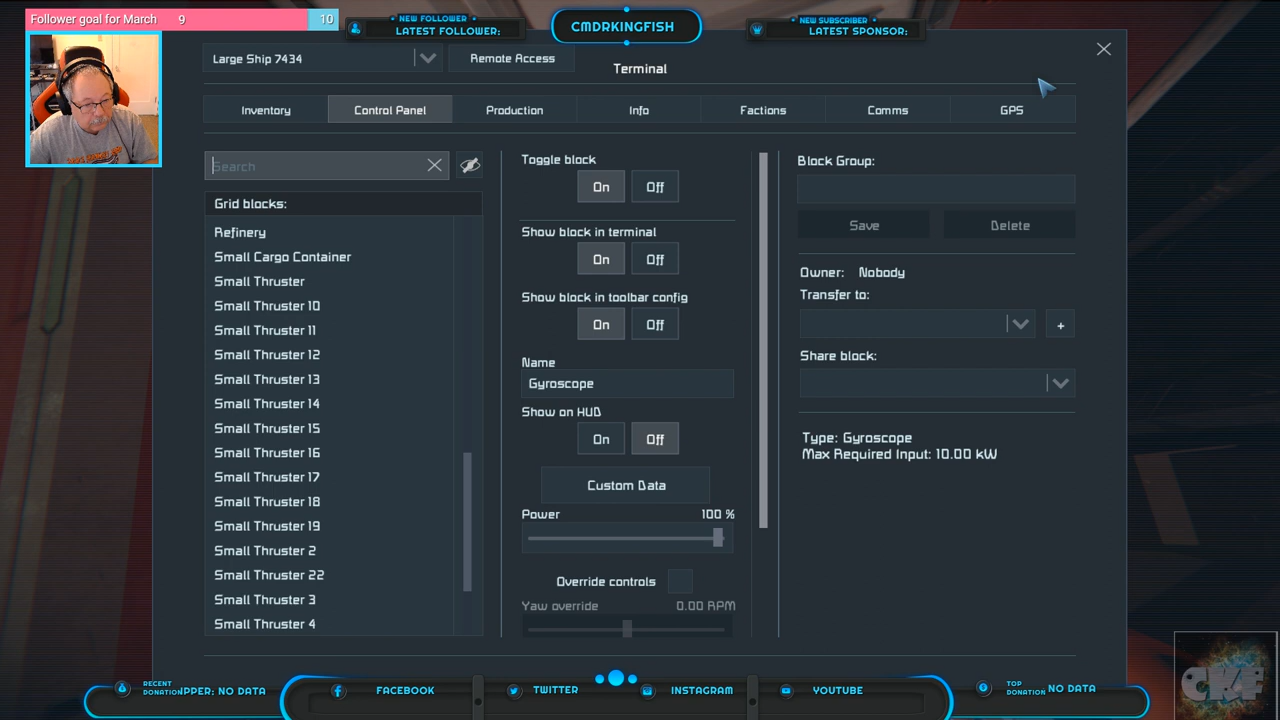 Follower goal for March 9 10
NEW FOLLOWER
LATEST FOLLOWER:
CMDRKINGFISH
NEW SUBSCRIBER
LATEST SPONSOR:
Large Ship 7434
Remote Access
Terminal
Inventory
Control Panel
Production
Info
Factions
Comms
GPS
Search
Grid blocks:
Refinery
Small Cargo Container
Small Thruster
Small Thruster 10
Small Thruster 11
Small Thruster 12
Small Thruster 13
Small Thruster 14
Small Thruster 15
Small Thruster 16
Small Thruster 17
Small Thruster 18
Small Thruster 19
Small Thruster 2
Small Thruster 22
Small Thruster 3
Small Thruster 4
Toggle block
On Off
Show block in terminal
On Off
Show block in toolbar config
On Off
Name
Gyroscope
Show on HUD
On Off
Custom Data
Power 100 %
Override controls
Yaw override 0.00 RPM
Block Group:
Save Delete
Owner: Nobody
Transfer to:
+
Share block:
Type: Gyroscope
Max Required Input: 10.00 kW
RECENT
DONATION
IPPER: NO DATA
FACEBOOK
TWITTER
INSTAGRAM
YOUTUBE
TOP
DONATION
NO DATA
CKF